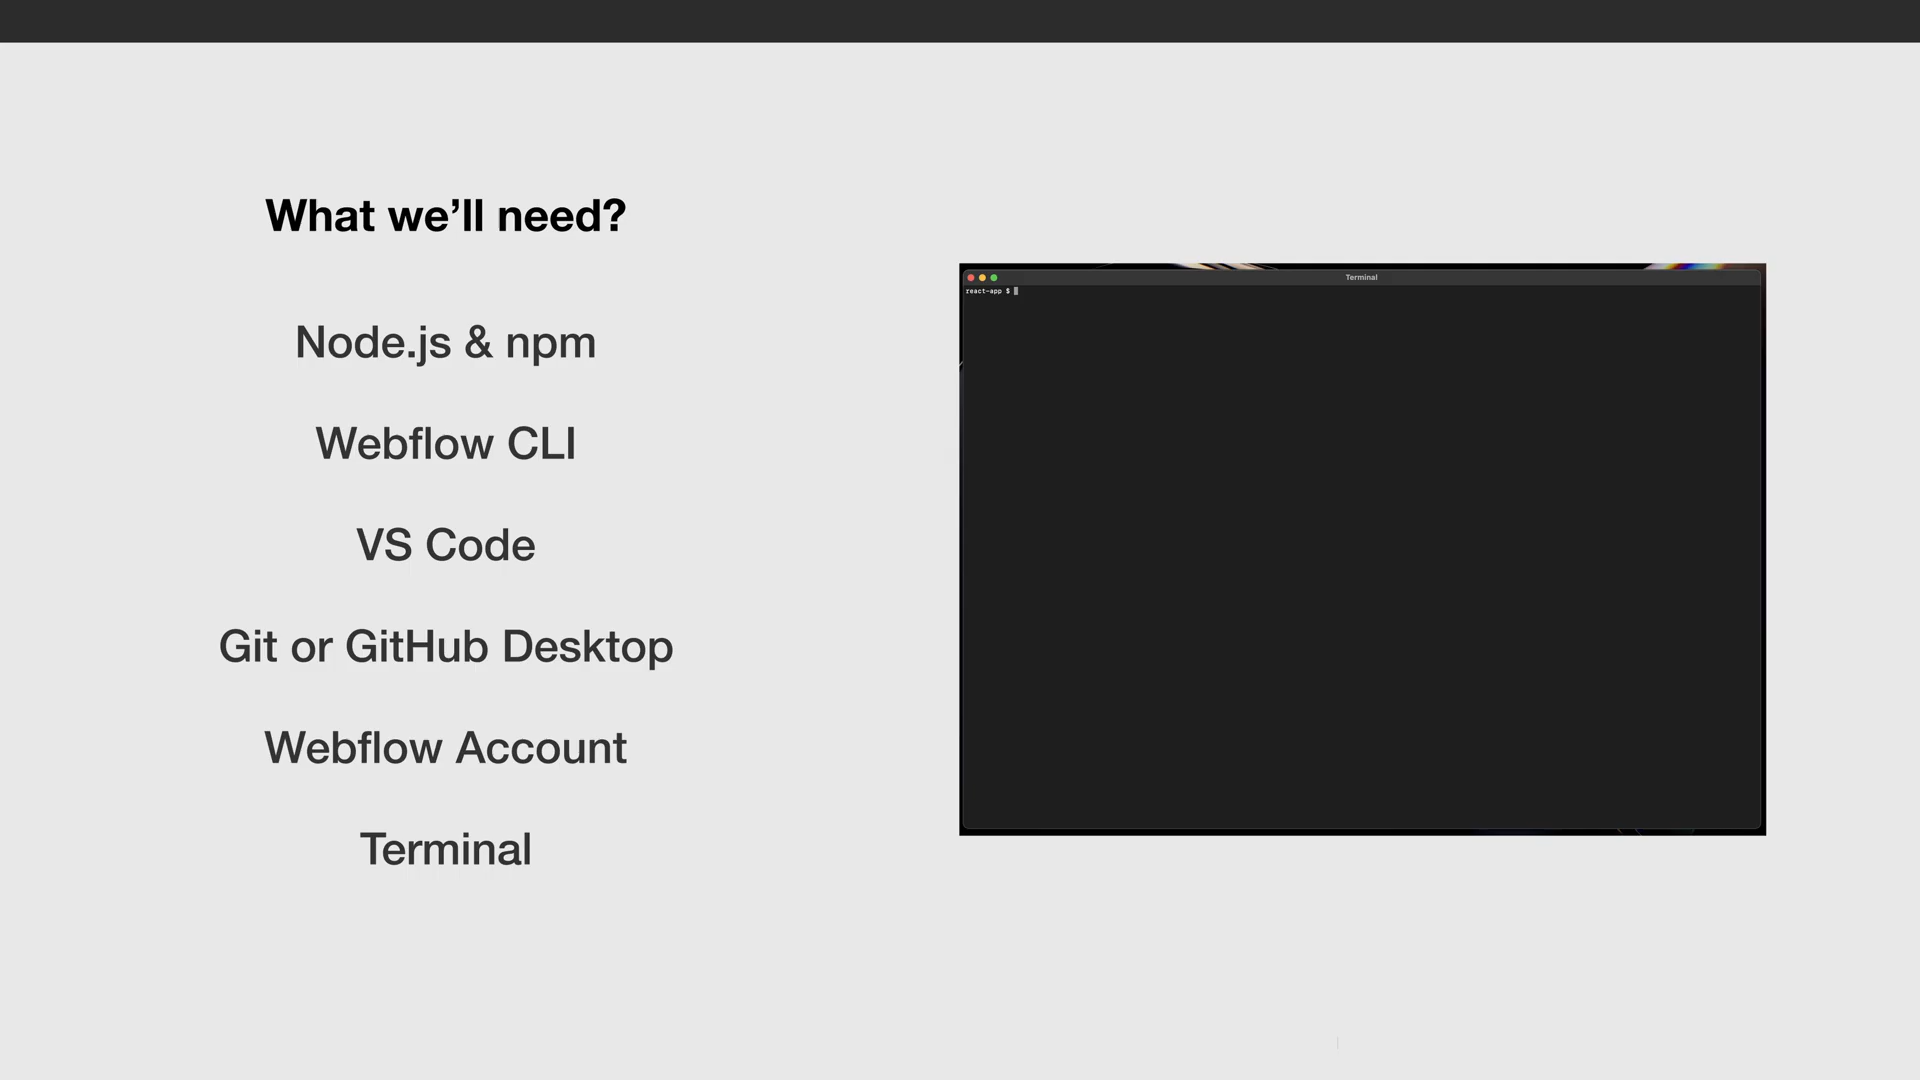 What we’ll need?
Node.js & npm
Webflow CLI
VS Code
Git or GitHub Desktop
Webflow Account
Terminal
Terminal
react-app $